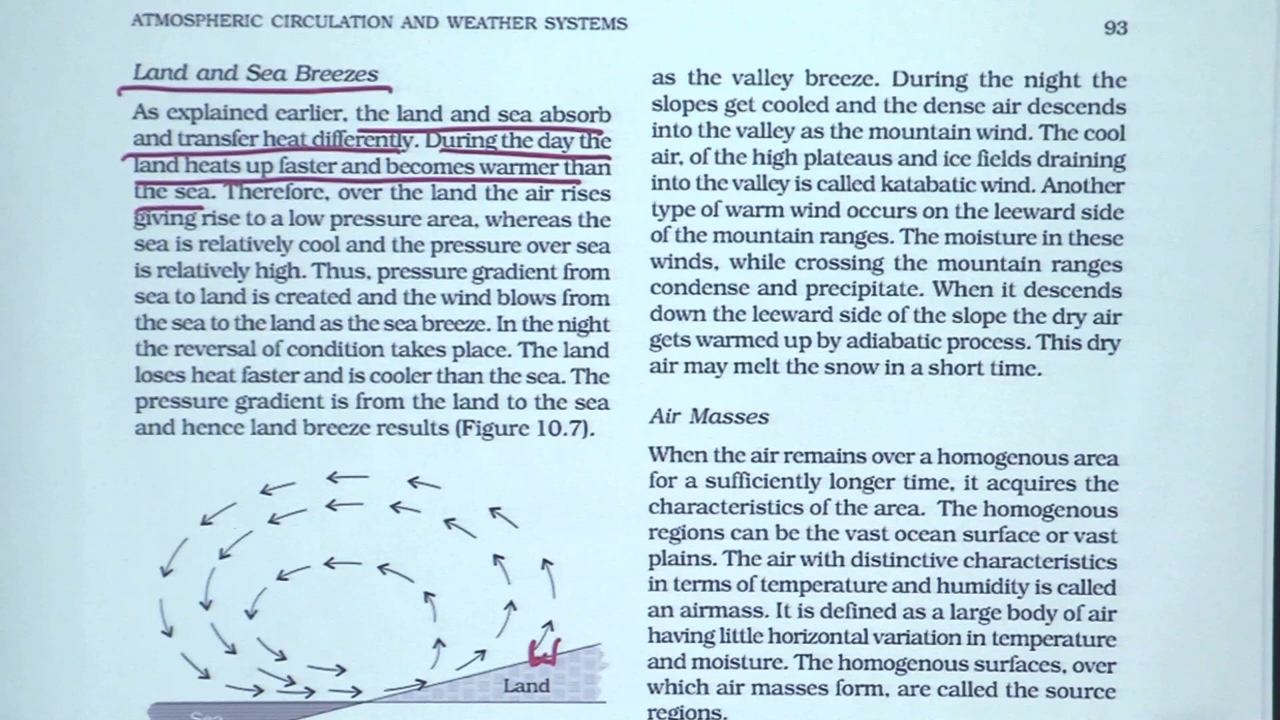 ATMOSPHERIC CIRCULATION AND WEATHER SYSTEMS
93
Land and Sea Breezes
As explained earlier, the land and sea absorb
and transfer heat differently. During the day the
land heats up faster and becomes warmer than
the sea. Therefore, over the land the air rises
giving rise to a low pressure area, whereas the
sea is relatively cool and the pressure over sea
is relatively high. Thus, pressure gradient from
sea to land is created and the wind blows from
the sea to the land as the sea breeze. In the night
the reversal of condition takes place. The land
loses heat faster and is cooler than the sea. The
pressure gradient is from the land to the sea
and hence land breeze results (Figure 10.7).
Land
Sea
as the valley breeze. During the night the
slopes get cooled and the dense air descends
into the valley as the mountain wind. The cool
air, of the high plateaus and ice fields draining
into the valley is called katabatic wind. Another
type of warm wind occurs on the leeward side
of the mountain ranges. The moisture in these
winds, while crossing the mountain ranges
condense and precipitate. When it descends
down the leeward side of the slope the dry air
gets warmed up by adiabatic process. This dry
air may melt the snow in a short time.
Air Masses
When the air remains over a homogenous area
for a sufficiently longer time, it acquires the
characteristics of the area. The homogenous
regions can be the vast ocean surface or vast
plains. The air with distinctive characteristics
in terms of temperature and humidity is called
an airmass. It is defined as a large body of air
having little horizontal variation in temperature
and moisture. The homogenous surfaces, over
which air masses form, are called the source
regions.